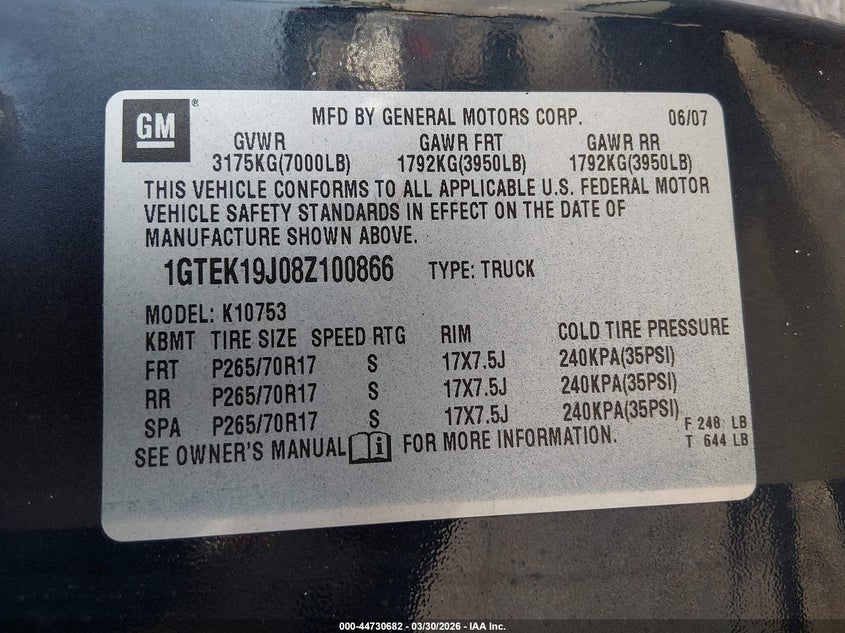 GM ® MFD BY GENERAL MOTORS CORP. 06/07
GVWR GAWR FRT GAWR RR
3175KG(7000LB) 1792KG(3950LB) 1792KG(3950LB)
THIS VEHICLE CONFORMS TO ALL APPLICABLE U.S. FEDERAL MOTOR
VEHICLE SAFETY STANDARDS IN EFFECT ON THE DATE OF
MANUFACTURE SHOWN ABOVE.
1GTEK19J08Z100866 TYPE: TRUCK
MODEL: K10753
KBMT TIRE SIZE SPEED RTG RIM COLD TIRE PRESSURE
FRT P265/70R17 S 17X7.5J 240KPA(35PSI)
RR P265/70R17 S 17X7.5J 240KPA(35PSI)
SPA P265/70R17 S 17X7.5J 240KPA(35PSI)
SEE OWNER'S MANUAL i FOR MORE INFORMATION.
F 248 LB
T 644 LB
000-44730682 | 03/30/2026 - IAA Inc.